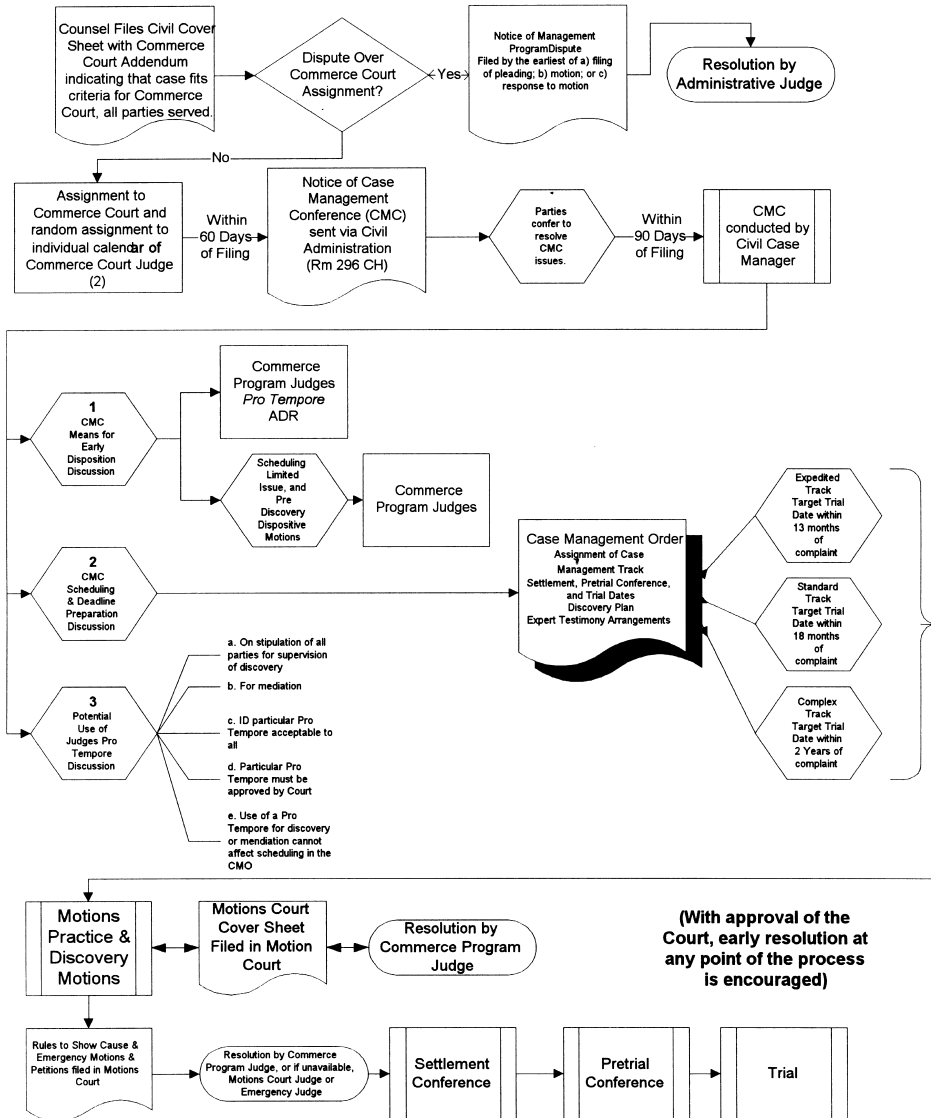 Counsel Files Civil Cover
Sheet with Commerce
Court Addendum
indicating that case fits
criteria for Commerce
Court, all parties served.
Dispute Over
Commerce Court
Assignment?
Yes
Notice of Management
ProgramDispute
Filed by the earliest of a) filing
of pleading; b) motion; or c)
response to motion
Resolution by
Administrative Judge
No
Assignment to
Commerce Court and
random assignment to
individual calendar of
Commerce Court Judge
(2)
Within
60 Days
of Filing
Notice of Case
Management
Conference (CMC)
sent via Civil
Administration
(Rm 296 CH)
Parties
confer to
resolve
CMC
issues.
Within
90 Days
of Filing
CMC
conducted by
Civil Case
Manager
1
CMC
Means for
Early
Disposition
Discussion
Commerce
Program Judges
Pro Tempore
ADR
Scheduling
Limited
Issue, and
Pre
Discovery
Dispositive
Motions
Commerce
Program Judges
2
CMC
Scheduling
& Deadline
Preparation
Discussion
Case Management Order
Assignment of Case
Management Track
Settlement, Pretrial Conference,
and Trial Dates
Discovery Plan
Expert Testimony Arrangements
Expedited
Track
Target Trial
Date within
13 months
of
complaint
Standard
Track
Target Trial
Date within
18 months
of
complaint
Complex
Track
Target Trial
Date within
2 Years of
complaint
3
Potential
Use of
Judges Pro
Tempore
Discussion
a. On stipulation of all
parties for supervision
of discovery
b. For mediation
c. ID particular Pro
Tempore acceptable to
all
d. Particular Pro
Tempore must be
approved by Court
e. Use of a Pro
Tempore for discovery
or mendiation cannot
affect scheduling in the
CMO
Motions
Practice &
Discovery
Motions
Motions Court
Cover Sheet
Filed in Motion
Court
Resolution by
Commerce Program
Judge
(With approval of the
Court, early resolution at
any point of the process
is encouraged)
Rules to Show Cause &
Emergency Motions &
Petitions filed in Motions
Court
Resolution by Commerce
Program Judge, or if unavailable,
Motions Court Judge or
Emergency Judge
Settlement
Conference
Pretrial
Conference
Trial